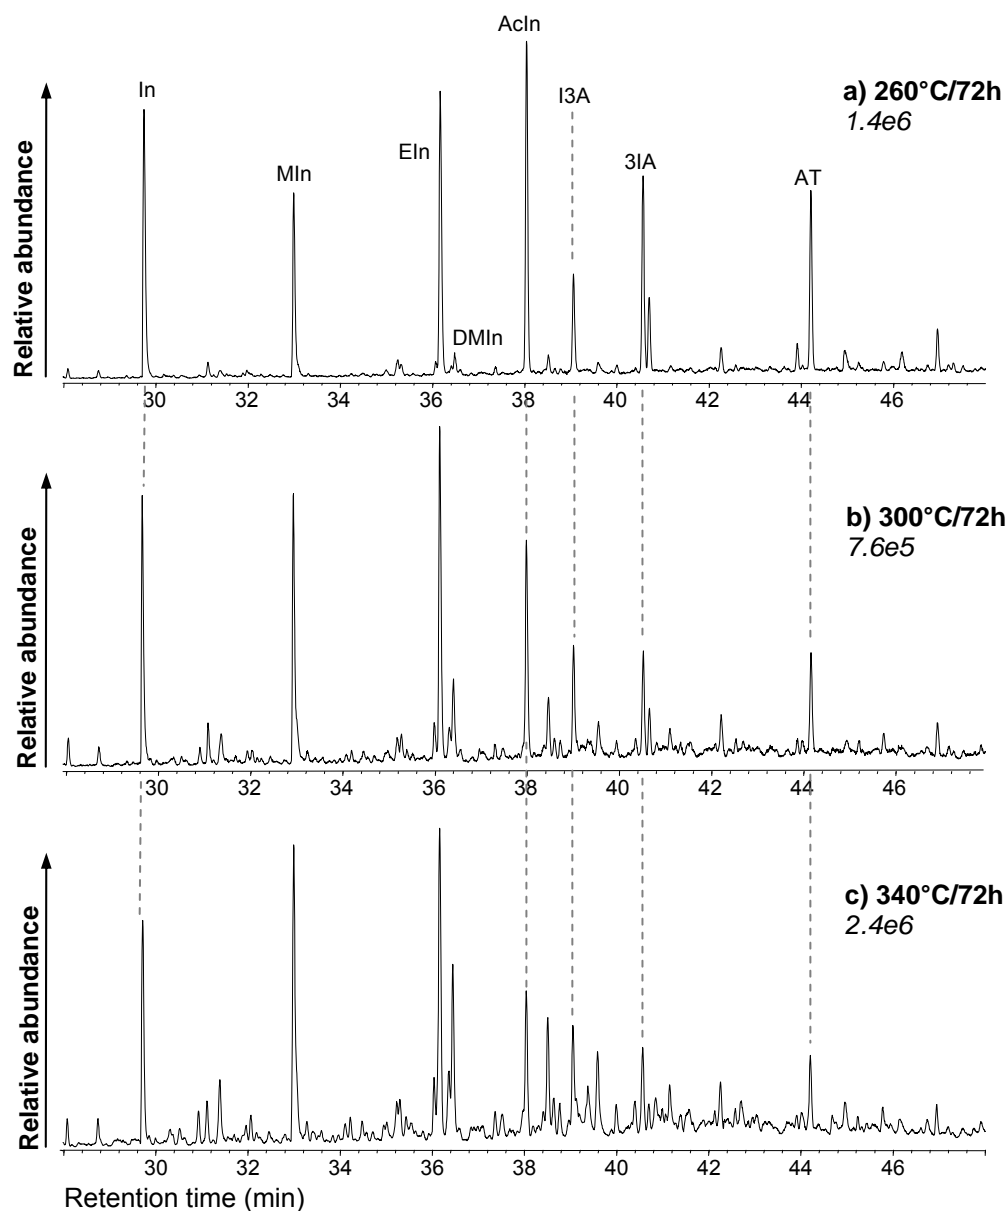 AcIn
In
I3A
a) 260°C/72h
1.4e6
EIn
3IA
MIn
AT
DMIn
Relative abundance
30 32 34 36 38 40 42 44 46
b) 300°C/72h
7.6e5
Relative abundance
30 32 34 36 38 40 42 44 46
c) 340°C/72h
2.4e6
Relative abundance
30 32 34 36 38 40 42 44 46
Retention time (min)